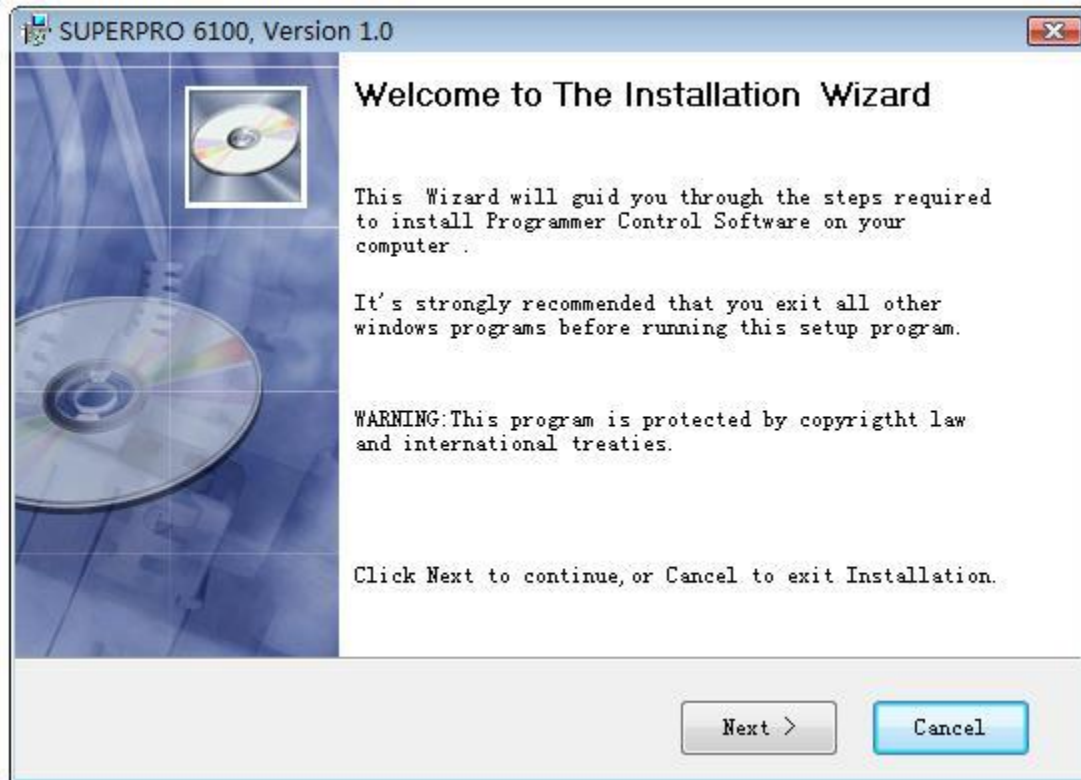 SUPERPRO 6100, Version 1.0
Welcome to The Installation Wizard
This Wizard will guid you through the steps required
to install Programmer Control Software on your
computer .
It's strongly recommended that you exit all other
windows programs before running this setup program.
WARNING:This program is protected by copyrigtht law
and international treaties.
Click Next to continue,or Cancel to exit Installation.
Next >
Cancel